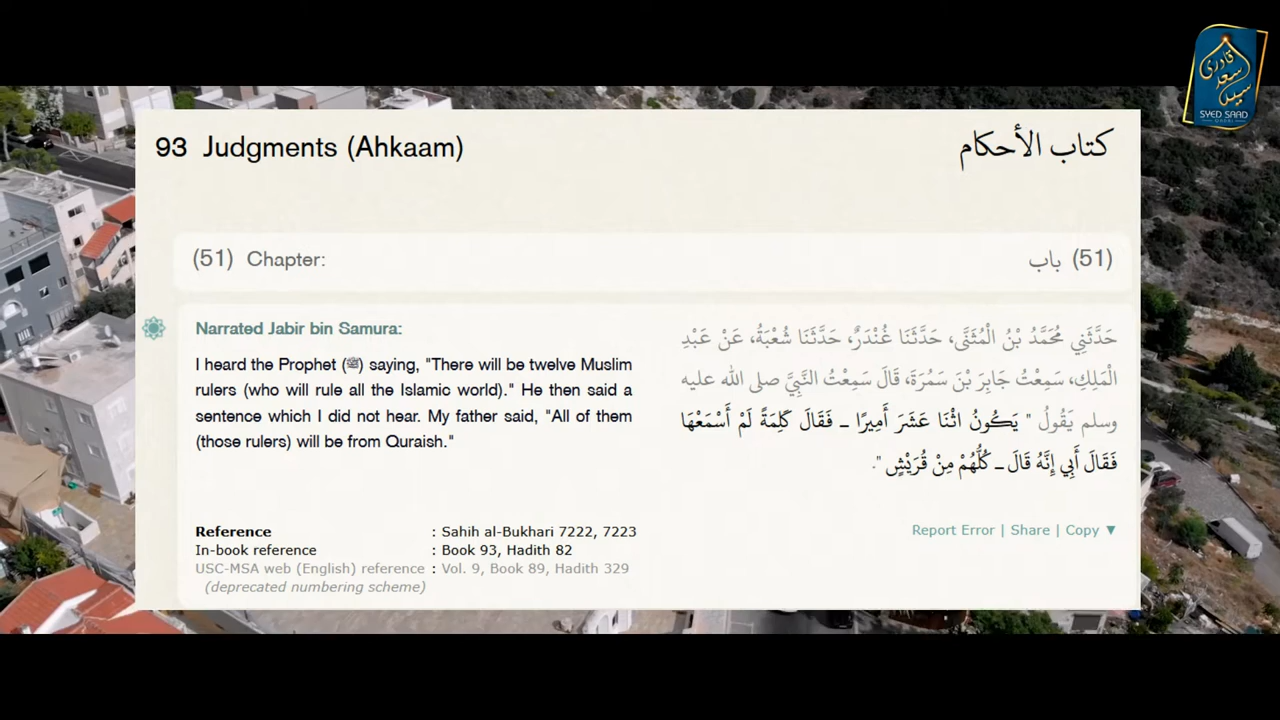 قادری
سعد
سید
SYED SAAD
QADRI
93 Judgments (Ahkaam)
كتاب الأحكام
(51) Chapter:
(51) باب
Narrated Jabir bin Samura:
I heard the Prophet (ﷺ) saying, "There will be twelve Muslim
rulers (who will rule all the Islamic world)." He then said a
sentence which I did not hear. My father said, "All of them
(those rulers) will be from Quraish."
حَدَّثَنِي مُحَمَّدُ بْنُ الْمُثَنَّى، حَدَّثَنَا غُنْدَرٌ، حَدَّثَنَا شُعْبَةُ، عَنْ عَبْدِ
الْمَلِكِ، سَمِعْتُ جَابِرَ بْنَ سَمُرَةَ، قَالَ سَمِعْتُ النَّبِيَّ صلى الله عليه
وسلم يَقُولُ " يَكُونُ اثْنَا عَشَرَ أَمِيرًا ـ فَقَالَ كَلِمَةً لَمْ أَسْمَعْهَا
فَقَالَ أَبِي إِنَّهُ قَالَ ـ كُلُّهُمْ مِنْ قُرَيْشٍ ".
Reference : Sahih al-Bukhari 7222, 7223
In-book reference : Book 93, Hadith 82
USC-MSA web (English) reference : Vol. 9, Book 89, Hadith 329
(deprecated numbering scheme)
Report Error | Share | Copy ▼